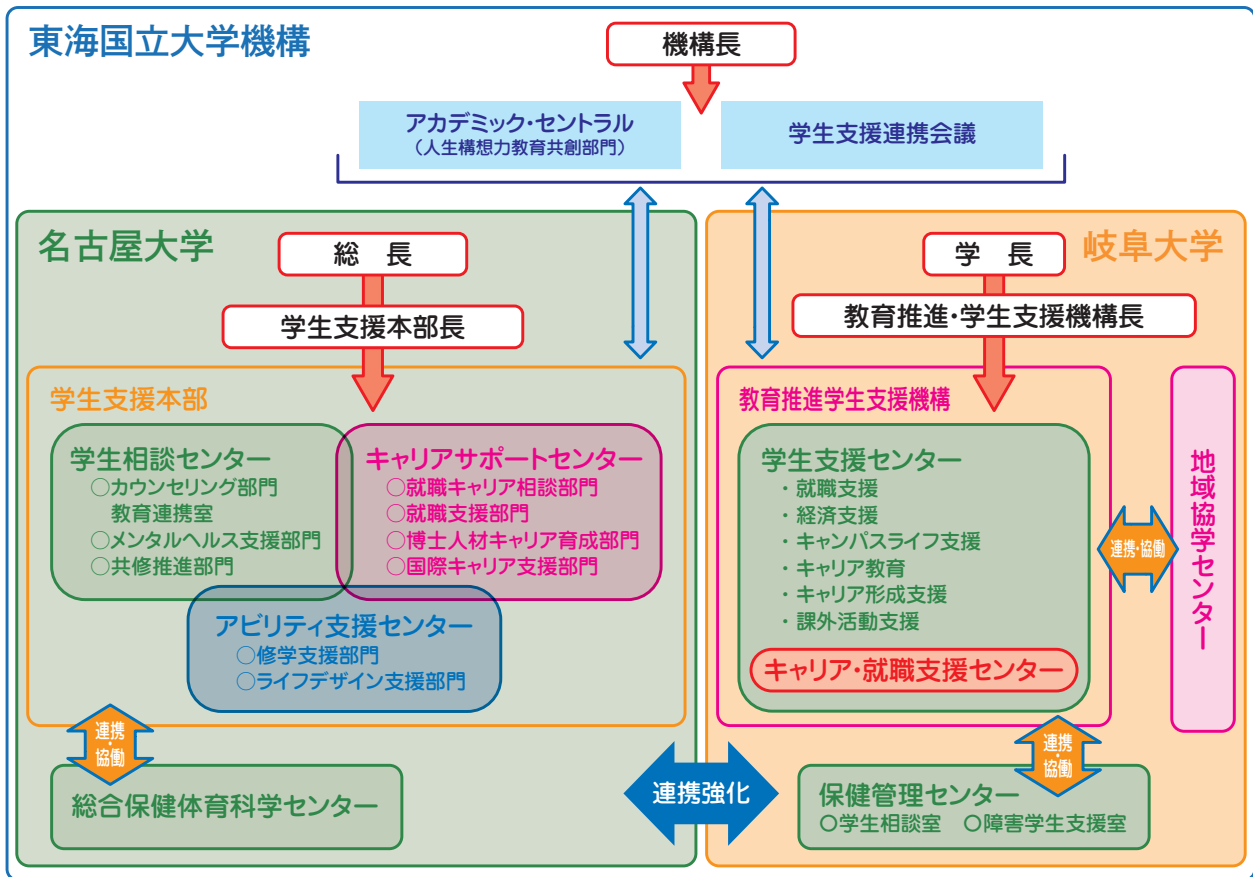 東海国立大学機構
機構長
アカデミック・セントラル
（人生構想力教育共創部門）
学生支援連携会議
名古屋大学
総　長
学生支援本部長
学生支援本部
学生相談センター
○カウンセリング部門
教育連携室
○メンタルヘルス支援部門
○共修推進部門
キャリアサポートセンター
○就職キャリア相談部門
○就職支援部門
○博士人材キャリア育成部門
○国際キャリア支援部門
アビリティ支援センター
○修学支援部門
○ライフデザイン支援部門
連携
・
協働
総合保健体育科学センター
連携強化
岐阜大学
学　長
教育推進・学生支援機構長
教育推進学生支援機構
学生支援センター
・就職支援
・経済支援
・キャンパスライフ支援
・キャリア教育
・キャリア形成支援
・課外活動支援
キャリア・就職支援センター
連携・協働
地域協学センター
連携
・
協働
保健管理センター
○学生相談室　○障害学生支援室